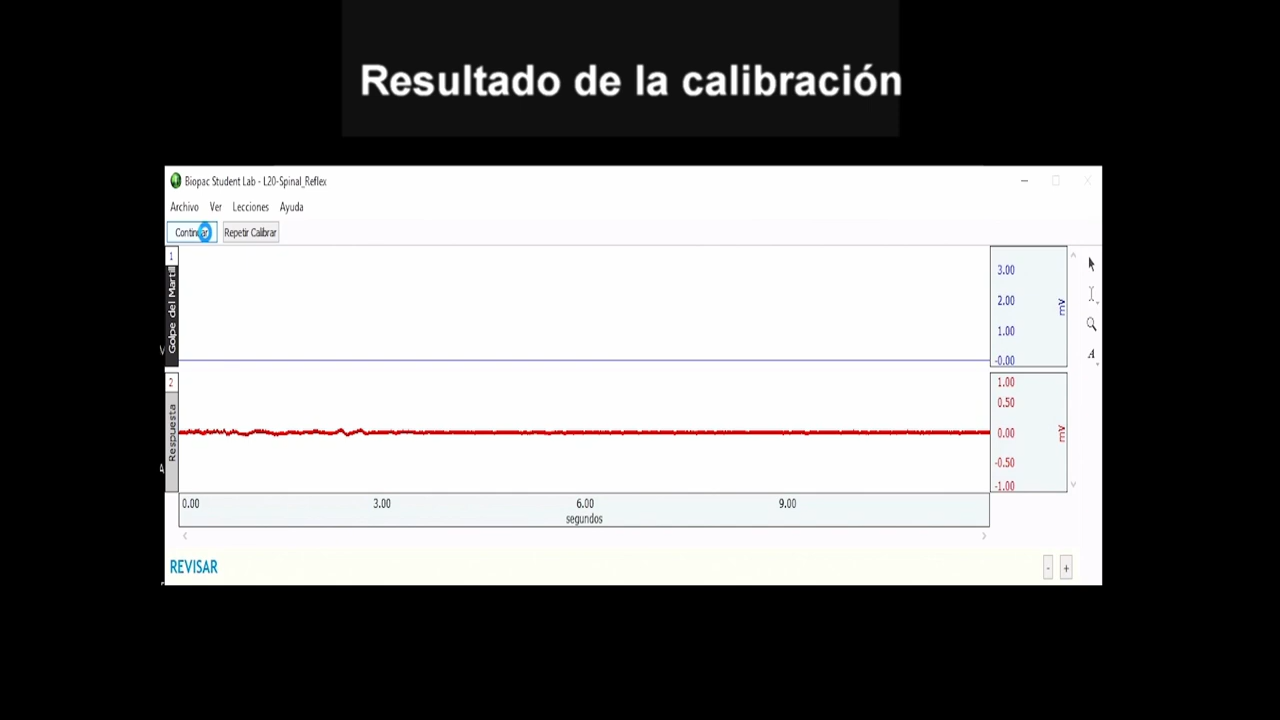 Resultado de la calibración
Biopac Student Lab - L20-Spinal_Reflex
Archivo Ver Lecciones Ayuda
Continuar Repetir Calibrar
1
Golpe del Martill
3.00
2.00
1.00
-0.00
mV
A
2
Respuesta
1.00
0.50
0.00
-0.50
-1.00
mV
0.00 3.00 6.00 9.00
segundos
REVISAR
- +